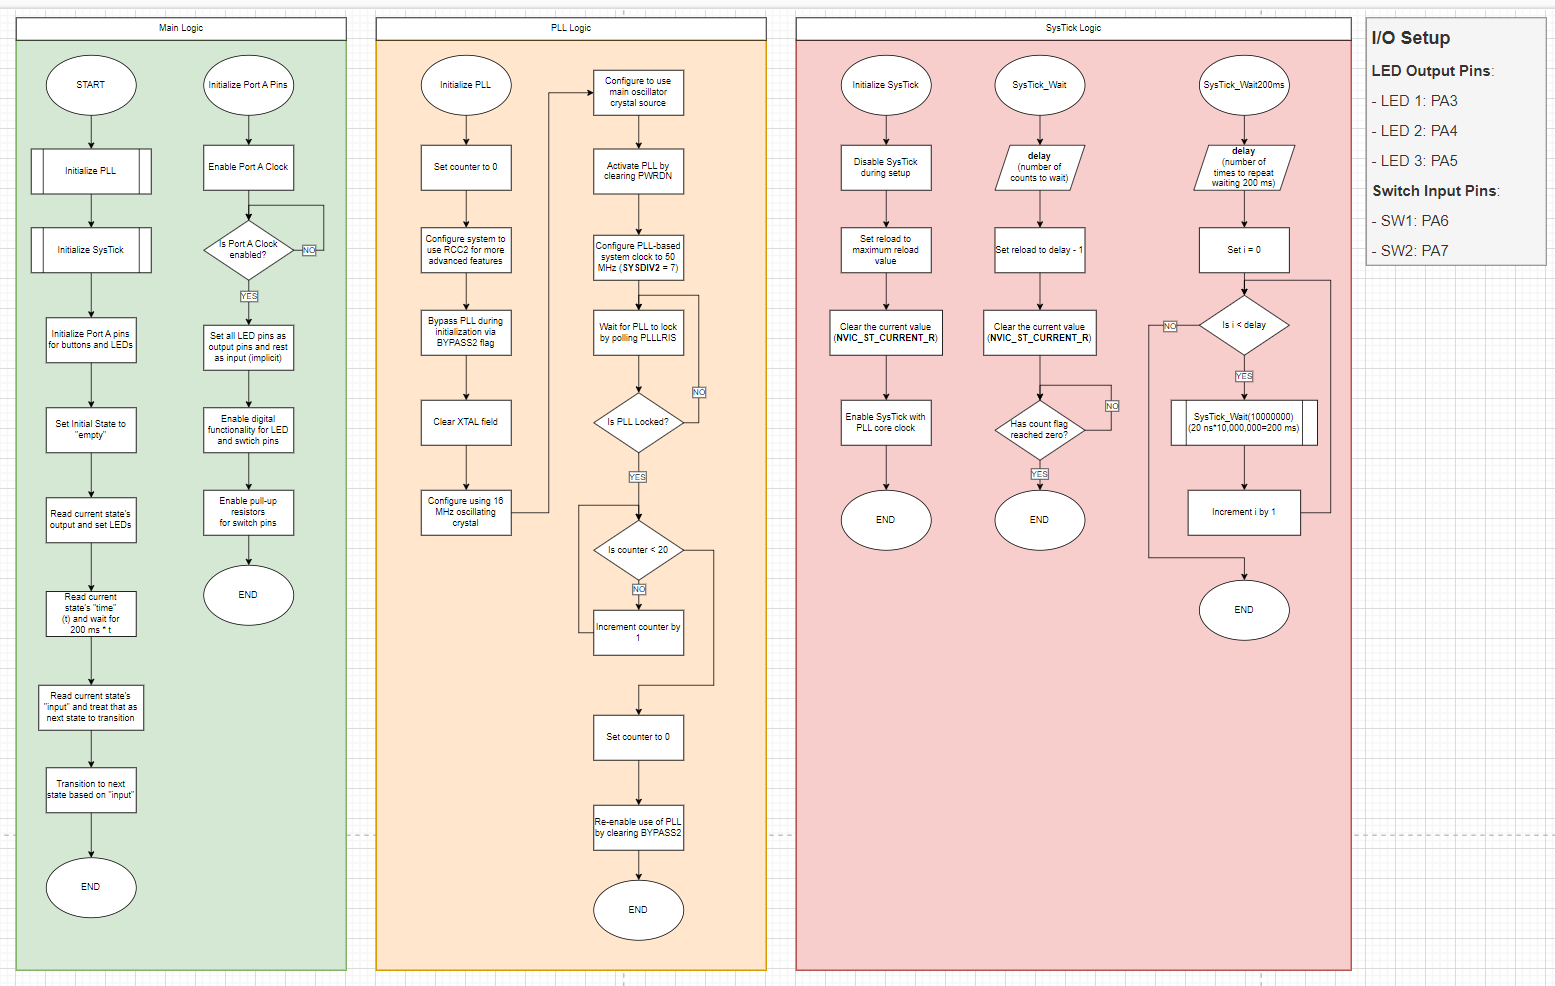 Main Logic
START
Initialize PLL
Initialize SysTick
Initialize Port A pins
for buttons and LEDs
Set Initial State to
"empty"
Read current state's
output and set LEDs
Read current
state's "time"
(t) and wait for
200 ms * t
Read current state's
"input" and treat that as
next state to transition
Transition to next
state based on "input"
END
Initialize Port A Pins
Enable Port A Clock
Is Port A Clock
enabled?
NO
YES
Set all LED pins as
output pins and rest
as input (implicit)
Enable digital
functionality for LED
and swtich pins
Enable pull-up
resistors
for switch pins
END
PLL Logic
Initialize PLL
Set counter to 0
Configure system to
use RCC2 for more
advanced features
Bypass PLL during
initialization via
BYPASS2 flag
Clear XTAL field
Configure using 16
MHz oscillating
crystal
Configure to use
main oscillator
crystal source
Activate PLL by
clearing PWRDN
Configure PLL-based
system clock to 50
MHz (SYSDIV2 = 7)
Wait for PLL to lock
by polling PLLLRIS
NO
Is PLL Locked?
YES
Is counter < 20
NO
Increment counter by
1
Set counter to 0
Re-enable use of PLL
by clearing BYPASS2
END
SysTick Logic
Initialize SysTick
Disable SysTick
during setup
Set reload to
maximum reload
value
Clear the current value
(NVIC_ST_CURRENT_R)
Enable SysTick with
PLL core clock
END
SysTick_Wait
delay
(number of
counts to wait)
Set reload to delay - 1
Clear the current value
(NVIC_ST_CURRENT_R)
NO
Has count flag
reached zero?
YES
END
SysTick_Wait200ms
delay
(number of
times to repeat
waiting 200 ms)
Set i = 0
NO
Is i < delay
YES
SysTick_Wait(10000000)
(20 ns*10,000,000=200 ms)
Increment i by 1
END
I/O Setup
LED Output Pins:
- LED 1: PA3
- LED 2: PA4
- LED 3: PA5
Switch Input Pins:
- SW1: PA6
- SW2: PA7